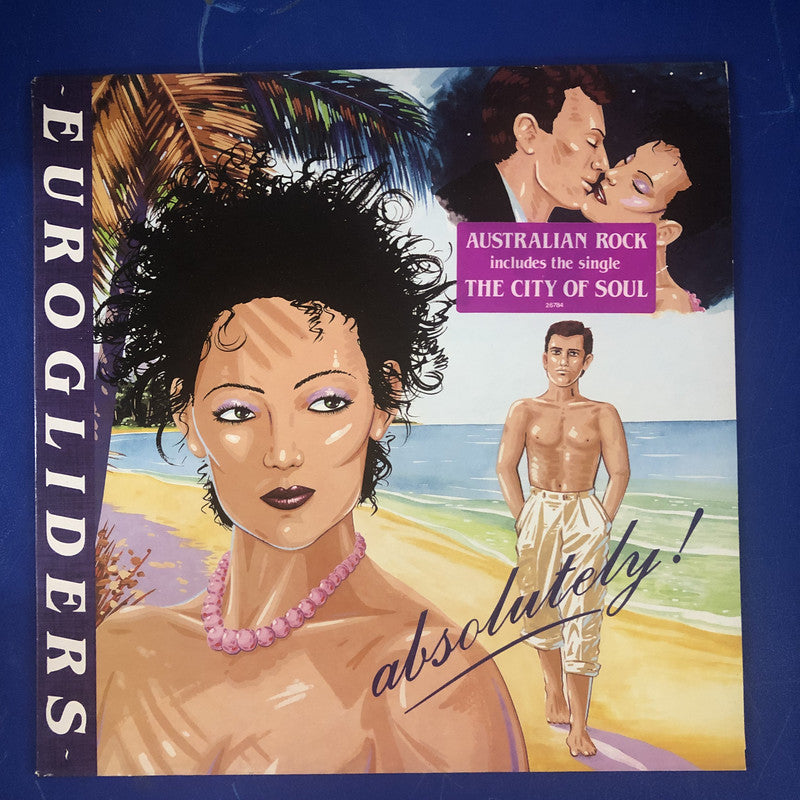 ~EUROGLIDERS~
AUSTRALIAN ROCK
includes the single
THE CITY OF SOUL
26784
absolutely!